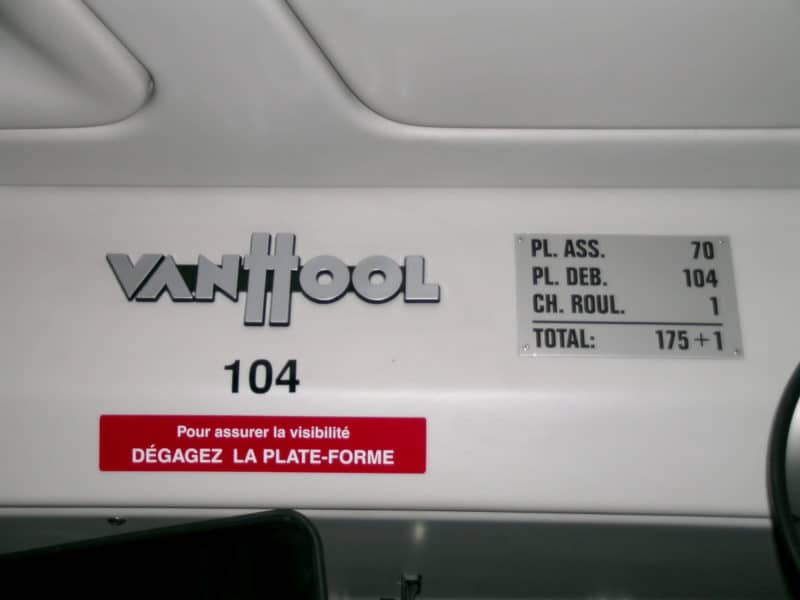 VANHOOL
104
Pour assurer la visibilité
DÉGAGEZ LA PLATE-FORME
PL. ASS. 70
PL. DEB. 104
CH. ROUL. 1
TOTAL: 175+1